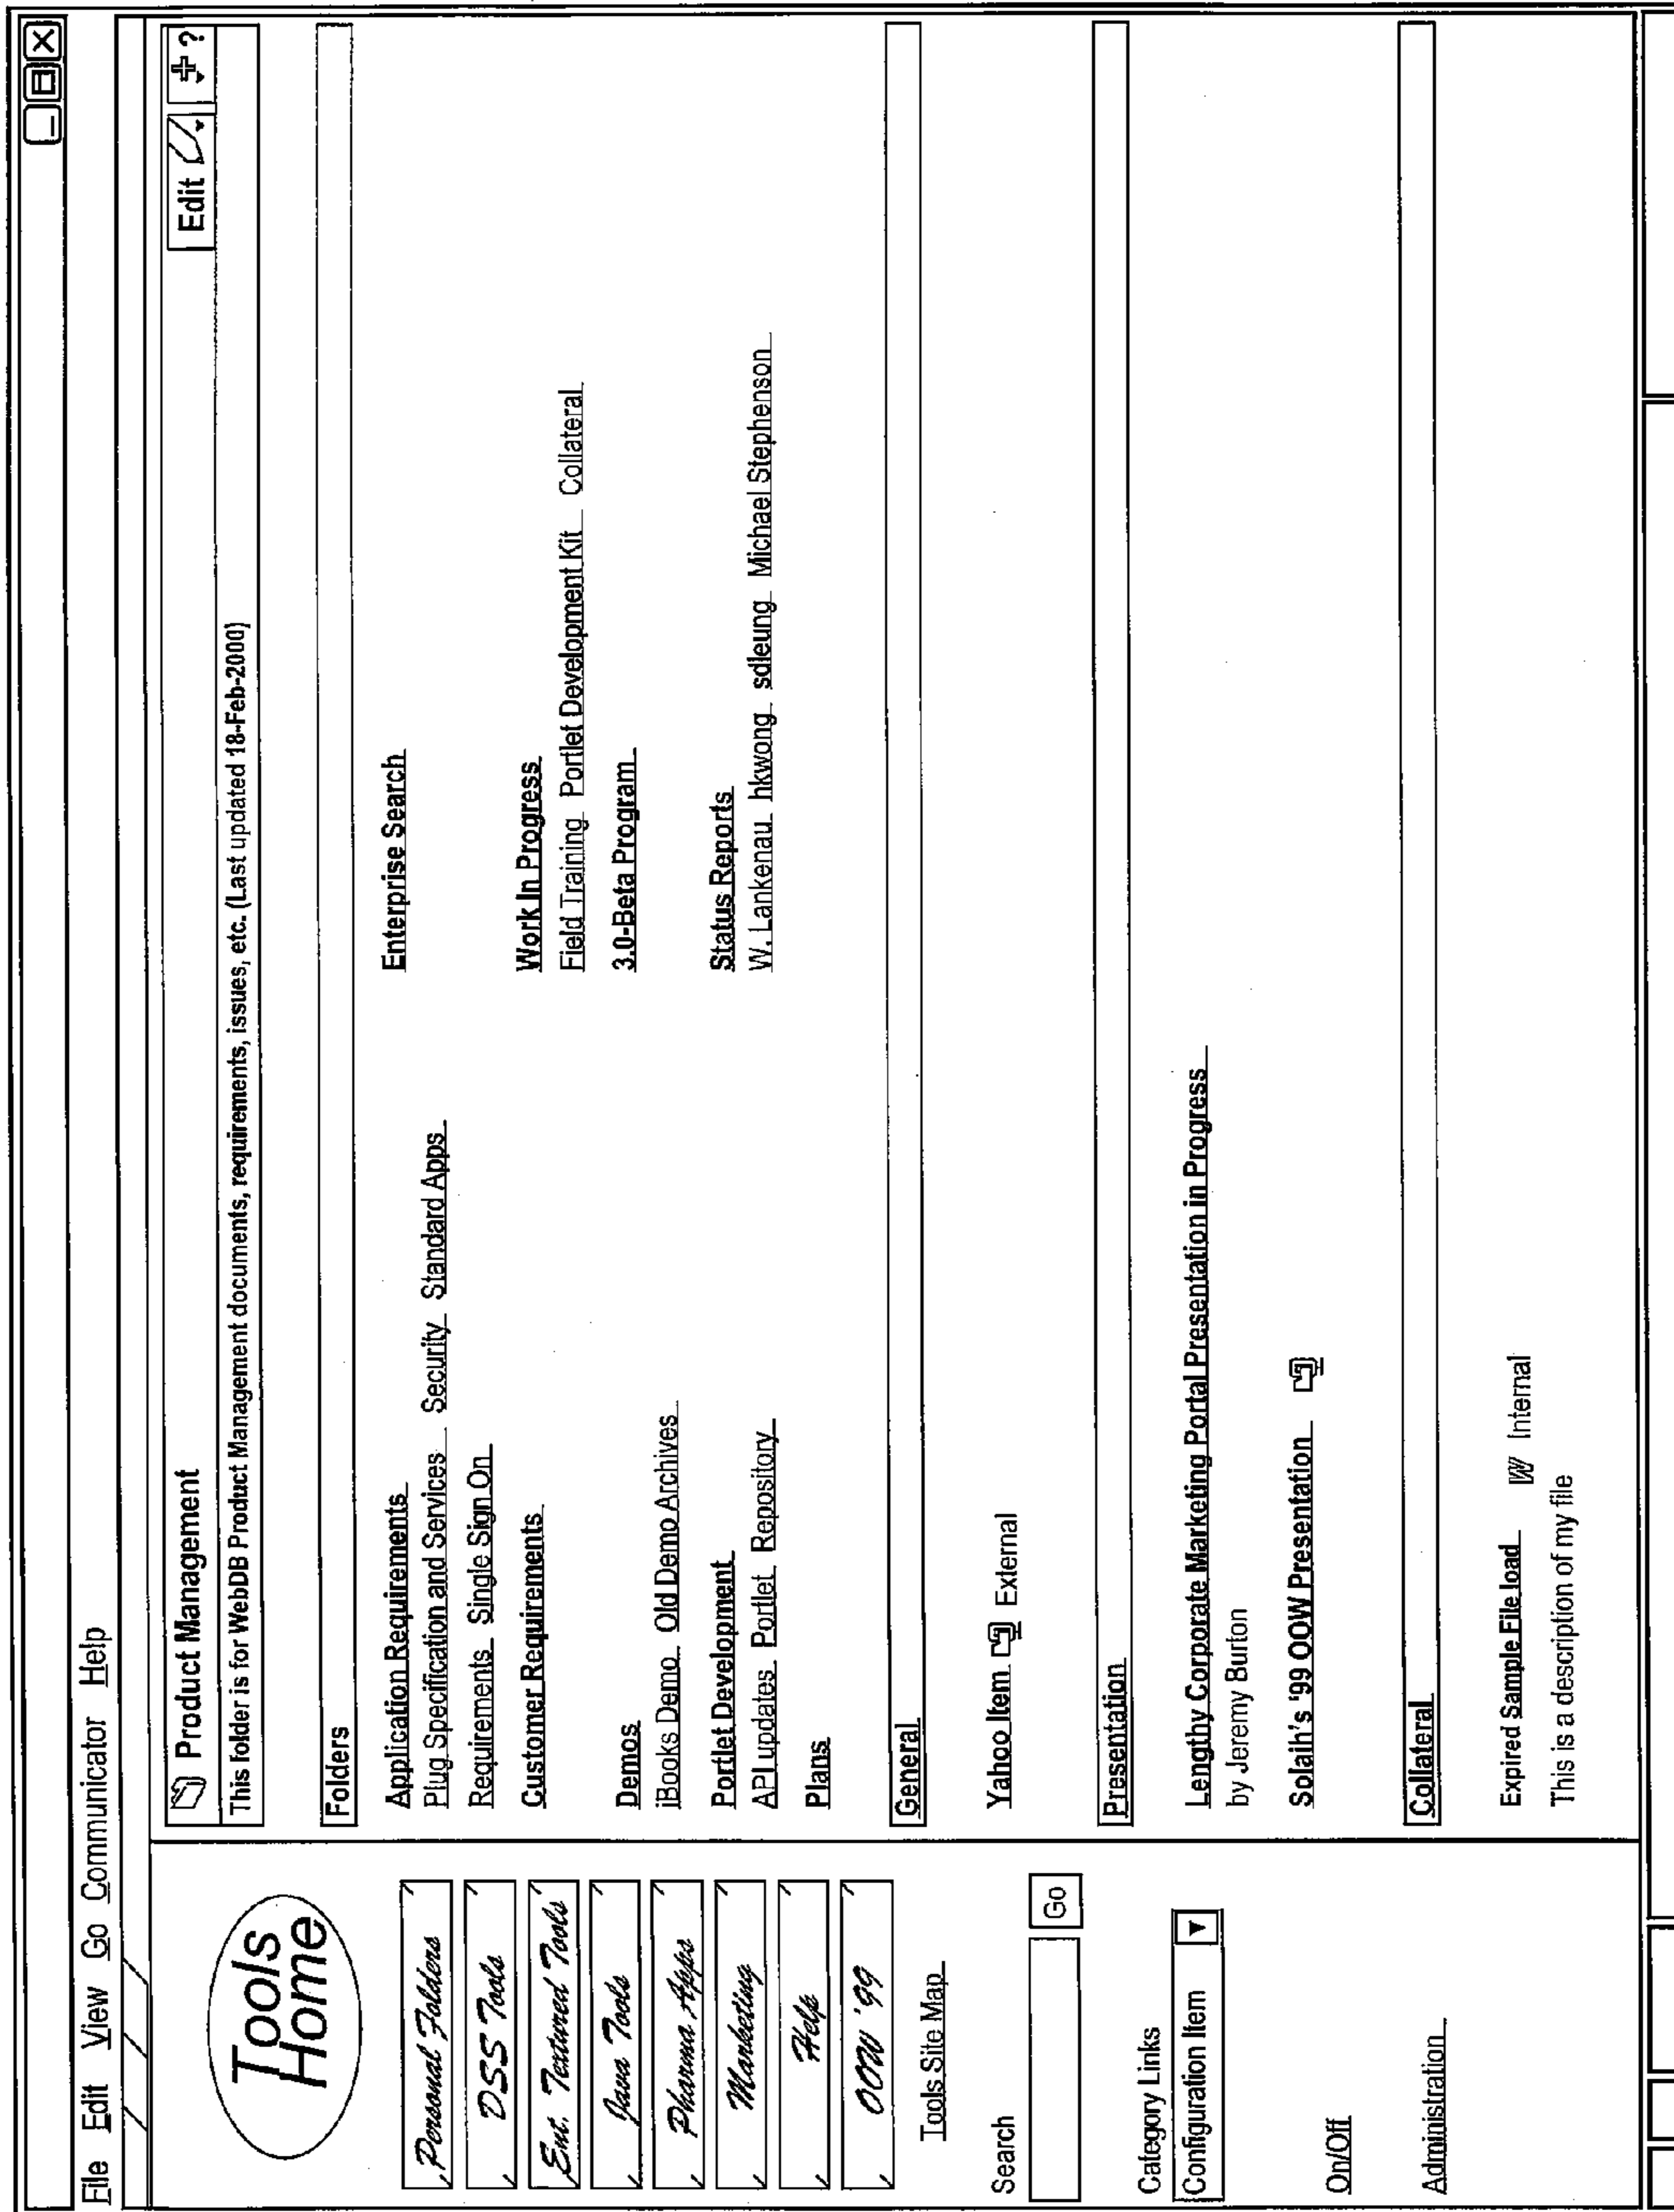 File Edit View Go Communicator Help
Tools
Home
Personal Folders
DSS Tools
Ent. Textured Tools
Java Tools
Pharma Apps
Marketing
Help
OOW '99
Tools Site Map
Search
Go
Category Links
Configuration Item
On/Off
Administration
Product Management
Edit
?
This folder is for WebDB Product Management documents, requirements, issues, etc. (Last updated 18-Feb-2000)
Folders
Application Requirements
Plug Specification and Services Security Standard Apps
Requirements Single Sign On
Customer Requirements
Demos
iBooks Demo Old Demo Archives
Portlet Development
API updates Portlet Repository
Plans
Enterprise Search
Work In Progress
Field Training Portlet Development Kit Collateral
3.0-Beta Program
Status Reports
W. Lankenau hkwong sdleung Michael Stephenson
General
Yahoo Item External
Presentation
Lengthy Corporate Marketing Portal Presentation in Progress
by Jeremy Burton
Solaih's '99 OOW Presentation
Collateral
Expired Sample File load W Internal
This is a description of my file